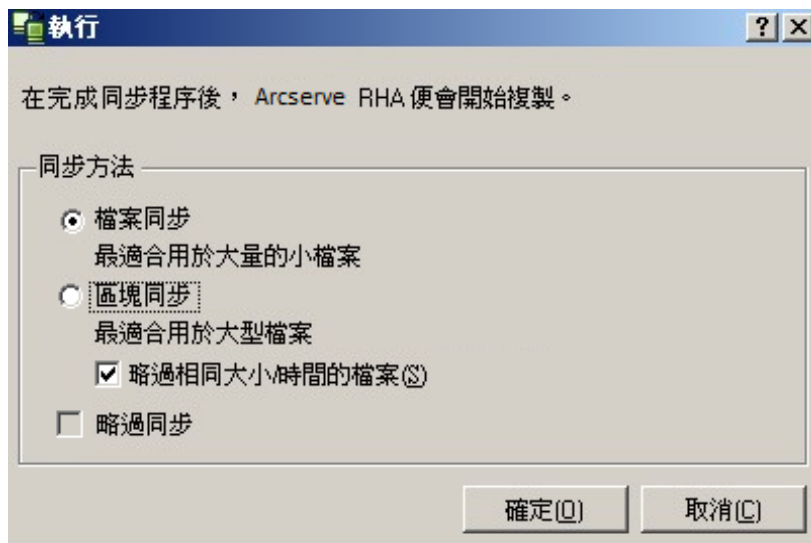 執行
在完成同步程序後， Arcserve RHA 便會開始複製。
同步方法
檔案同步
最適合用於大量的小檔案
區塊同步
最適合用於大型檔案
略過相同大小/時間的檔案(S)
略過同步
確定(O) 取消(C)